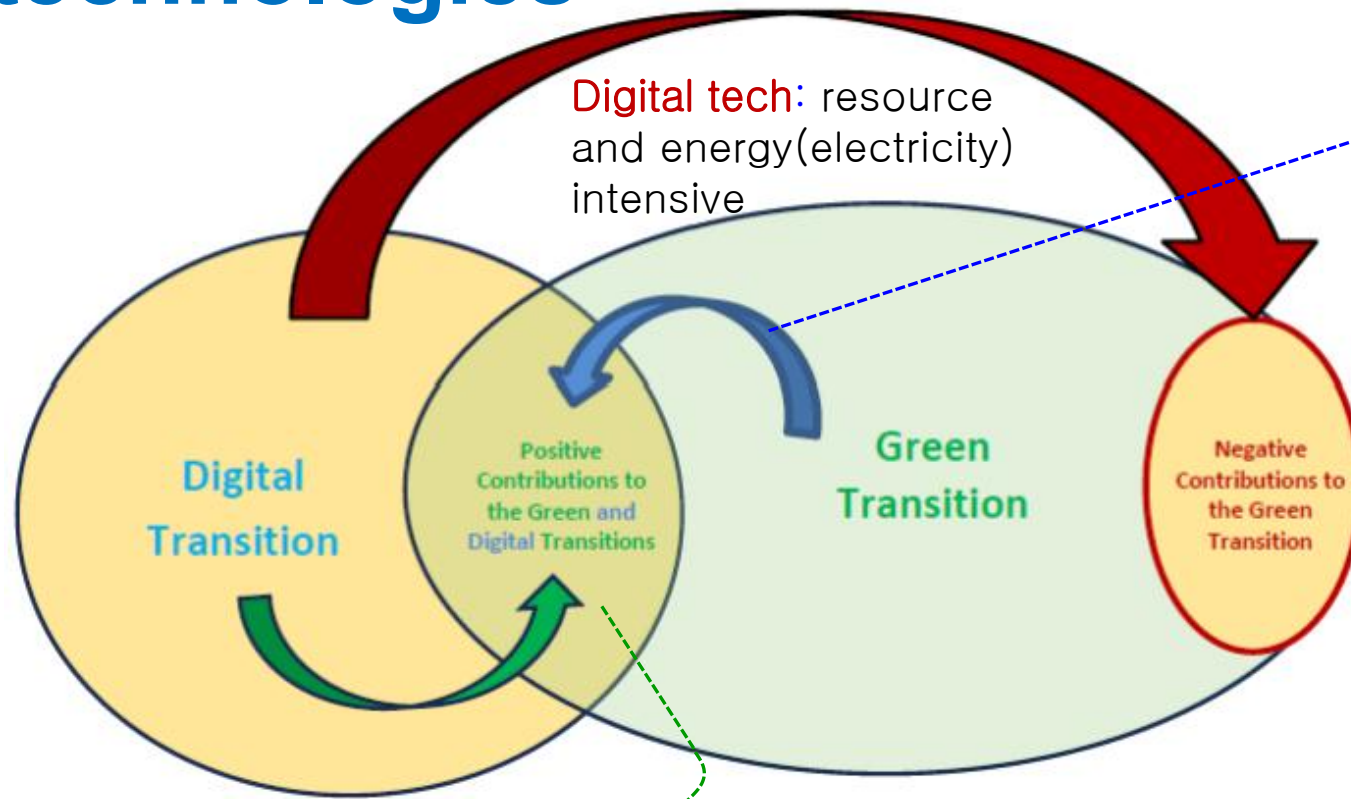 technologies
Digital tech: resource
and energy(electricity)
intensive
Digital
Transition
Positive
Contributions to
the Green and
Digital Transitions
Green
Transition
Negative
Contributions to
the Green
Transition